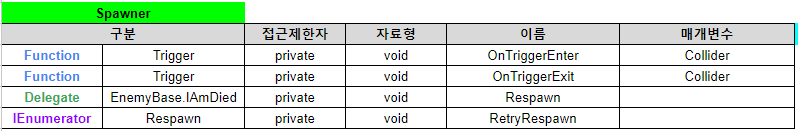 Spawner
구분 접근제한자 자료형 이름 매개변수
Function Trigger private void OnTriggerEnter Collider
Function Trigger private void OnTriggerExit Collider
Delegate EnemyBase.IAmDied private void Respawn
IEnumerator Respawn private void RetryRespawn